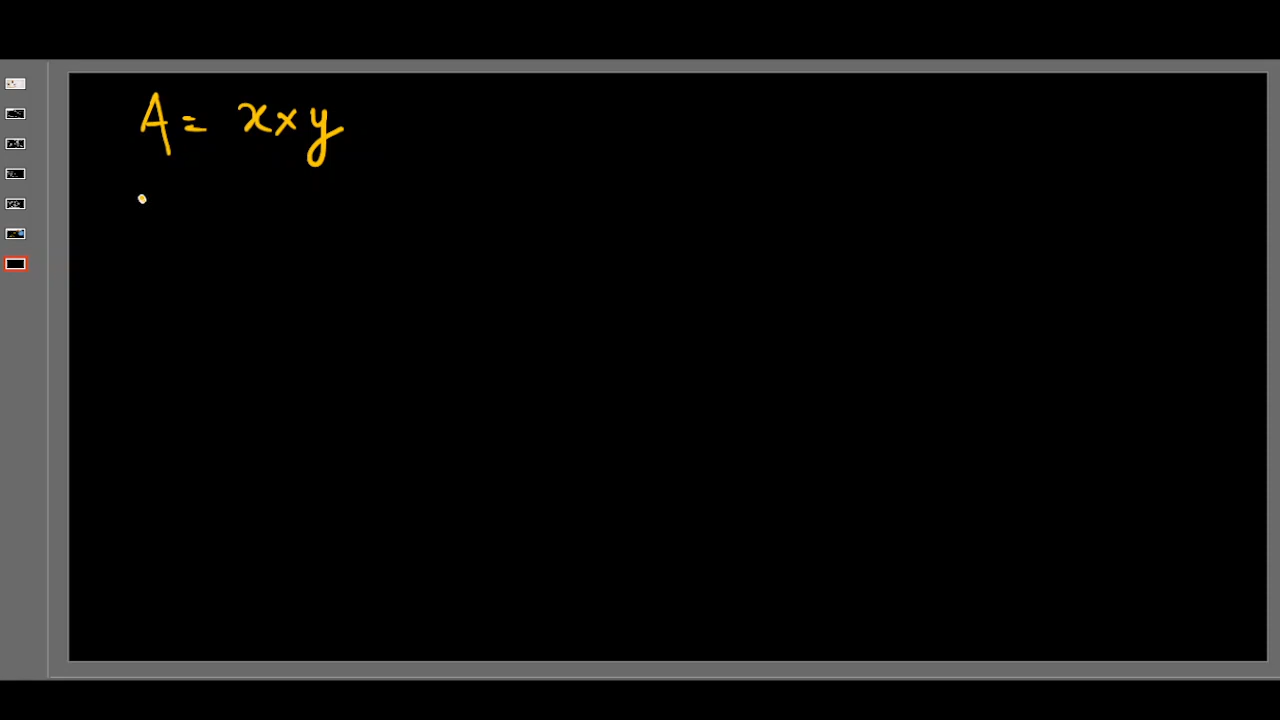 A = x × y